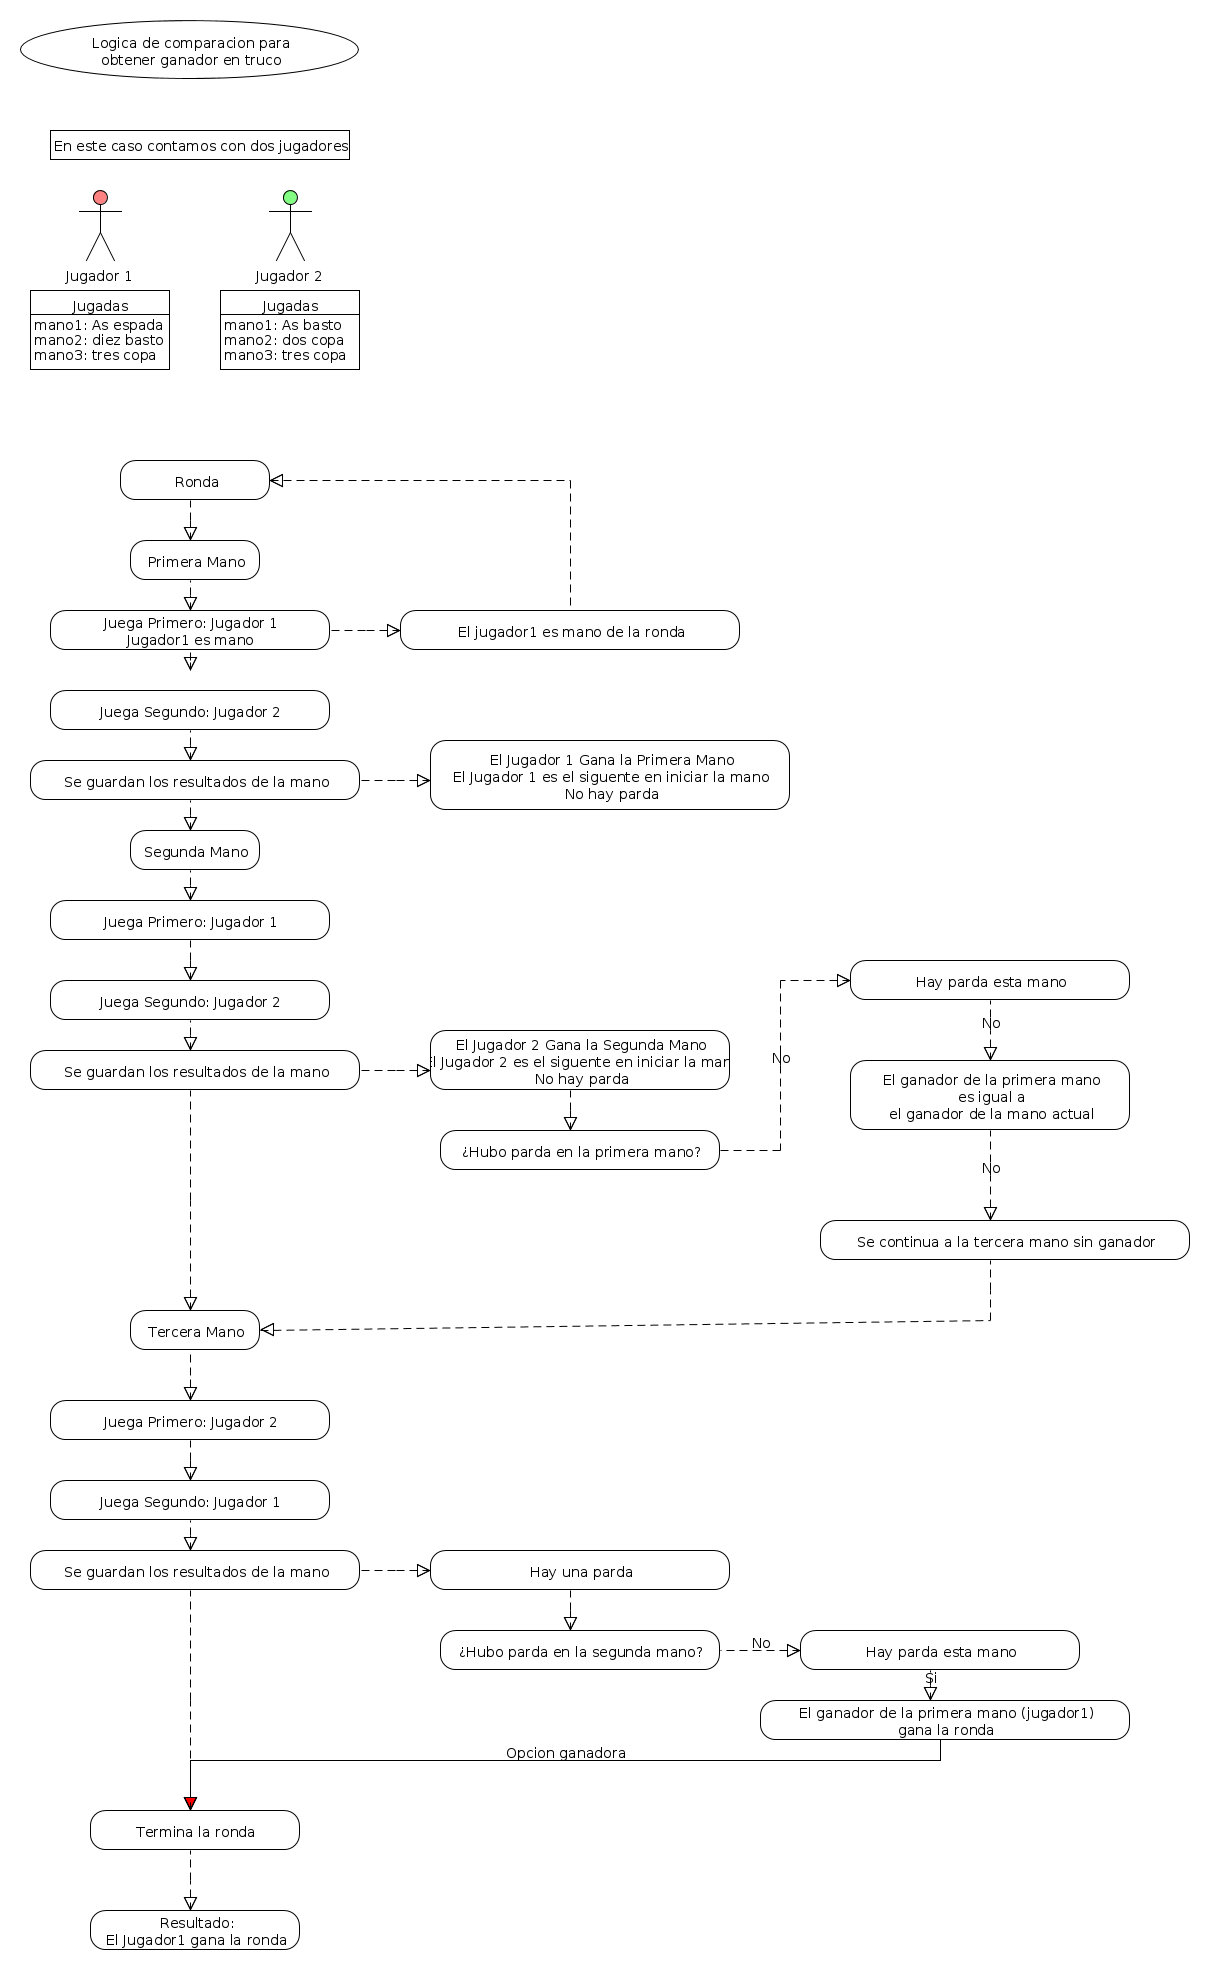 Logica de comparacion para
obtener ganador en truco
En este caso contamos con dos jugadores
Jugador 1
Jugadas
mano1: As espada
mano2: diez basto
mano3: tres copa
Jugador 2
Jugadas
mano1: As basto
mano2: dos copa
mano3: tres copa
Ronda
Primera Mano
Juega Primero: Jugador 1
Jugador1 es mano
El jugador1 es mano de la ronda
Juega Segundo: Jugador 2
Se guardan los resultados de la mano
El Jugador 1 Gana la Primera Mano
El Jugador 1 es el siguente en iniciar la mano
No hay parda
Segunda Mano
Juega Primero: Jugador 1
Juega Segundo: Jugador 2
Se guardan los resultados de la mano
El Jugador 2 Gana la Segunda Mano
El Jugador 2 es el siguente en iniciar la man
No hay parda
¿Hubo parda en la primera mano?
No
Hay parda esta mano
No
El ganador de la primera mano
es igual a
el ganador de la mano actual
No
Se continua a la tercera mano sin ganador
Tercera Mano
Juega Primero: Jugador 2
Juega Segundo: Jugador 1
Se guardan los resultados de la mano
Hay una parda
¿Hubo parda en la segunda mano?
No
Hay parda esta mano
Si
El ganador de la primera mano (jugador1)
gana la ronda
Opcion ganadora
Termina la ronda
Resultado:
El Jugador1 gana la ronda